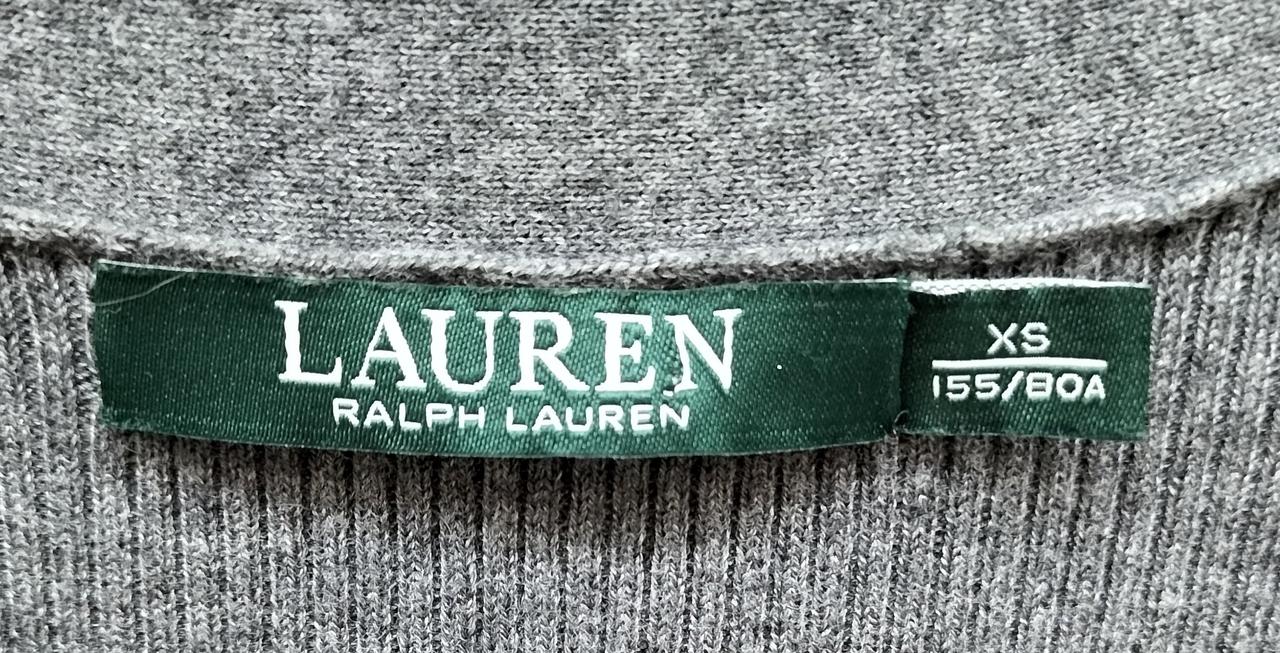 LAUREN
RALPH LAUREN
XS
155/80A